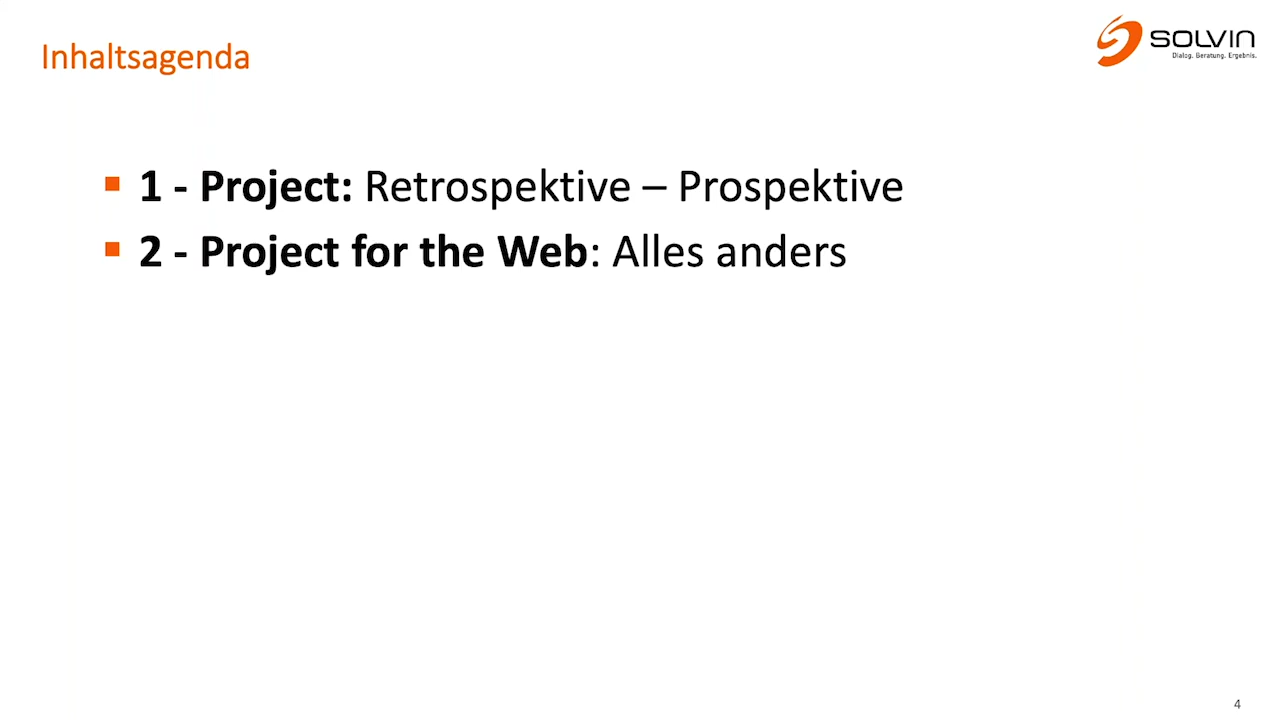 Inhaltsagenda
SOLVIN
Dialog. Beratung. Ergebnis.
1 - Project: Retrospektive – Prospektive
2 - Project for the Web: Alles anders
4